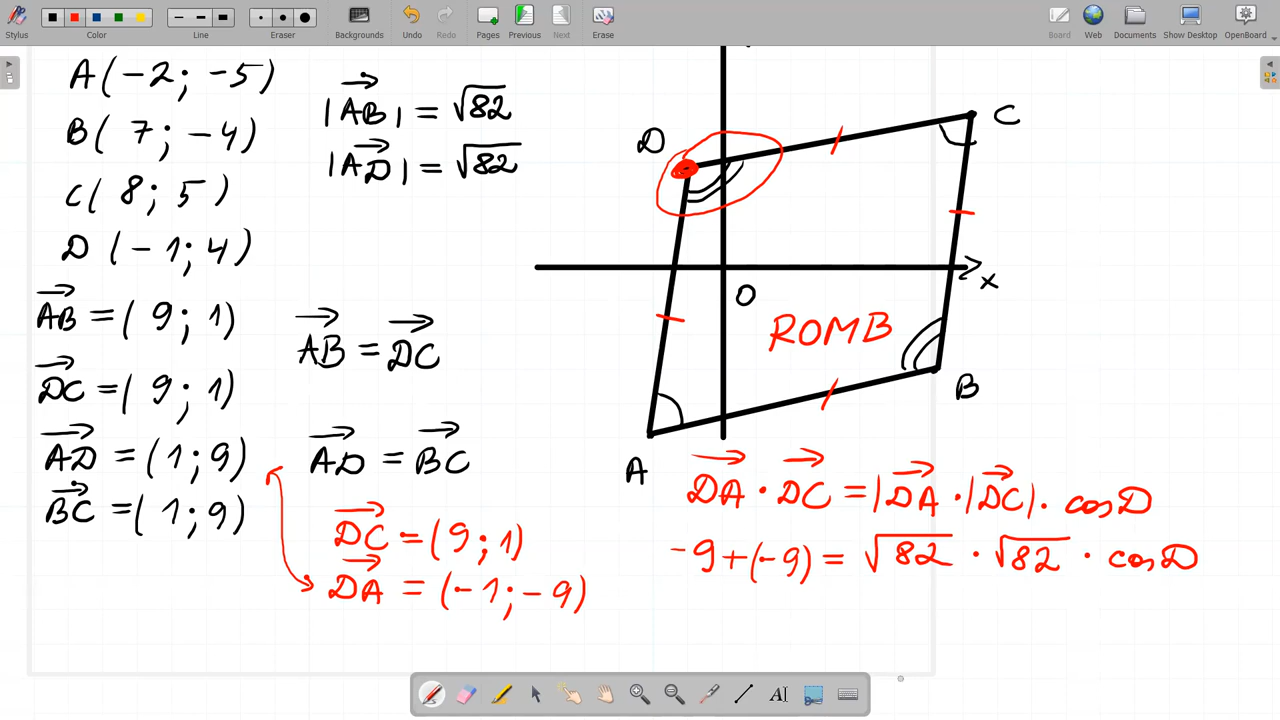 Stylus Color Line Eraser Backgrounds Undo Pages Previous Next Erase Board Web Documents Show Desktop OpenBoard
A(-2; -5)
B( 7; -4)
C( 8; 5)
D (-1; 4)
AB⃗ = ( 9; 1)
DC⃗ = ( 9; 1)
AD⃗ = (1; 9)
BC⃗ = ( 1; 9)
|AB⃗| = √82
|AD⃗| = √82
AB⃗ = DC⃗
AD⃗ = BC⃗
DC⃗ = (9; 1)
DA⃗ = (-1; -9)
D
C
O
x
ROMB
B
A
DA⃗ · DC⃗ = |DA⃗ · |DC⃗| · cosD
-9 + (-9) = √82 · √82 · cosD